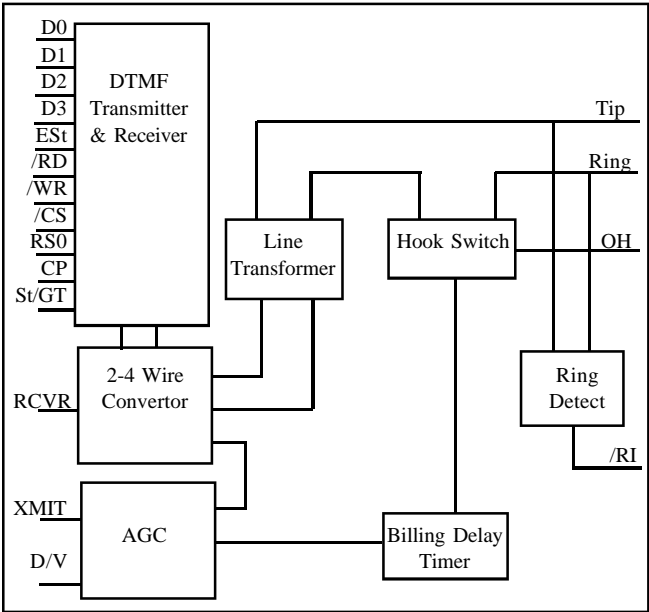 D0
D1
D2
D3
ESt
/RD
/WR
/CS
RS0
CP
St/GT
DTMF
Transmitter
& Receiver
Tip
Ring
OH
Line
Transformer
Hook Switch
2-4 Wire
Convertor
RCVR
Ring
Detect
/RI
XMIT
D/V
AGC
Billing Delay
Timer